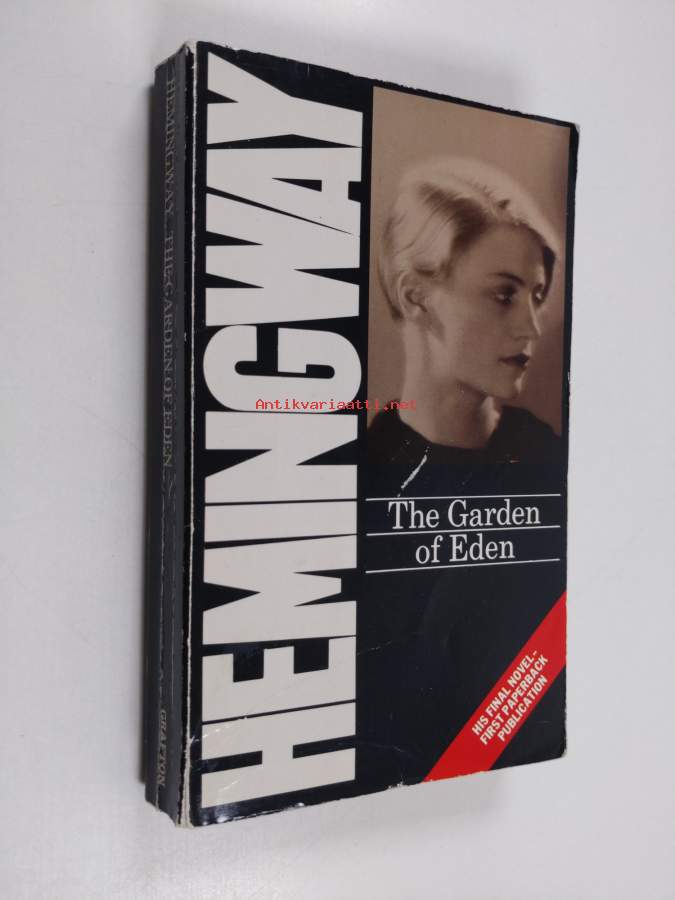 HEMINGWAY THE GARDEN OF EDEN
GRAFTON
HEMINGWAY
Antikvariaatti.net
The Garden
of Eden
HIS FINAL NOVEL–
FIRST PAPERBACK
PUBLICATION